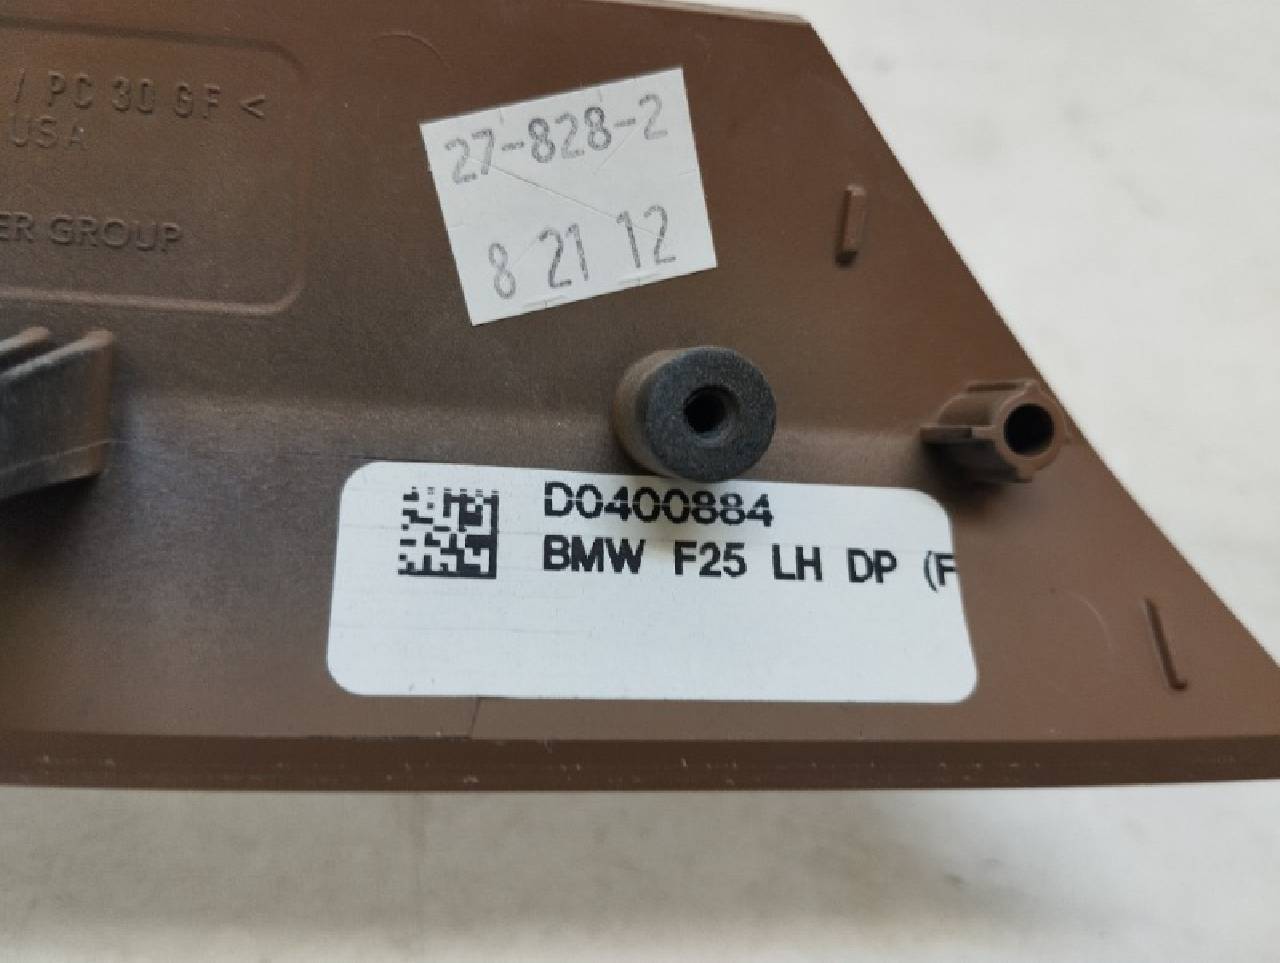 / PC 30 GF <
USA
ER GROUP
27-828-2
8 21 12
D0400884
BMW F25 LH DP (F